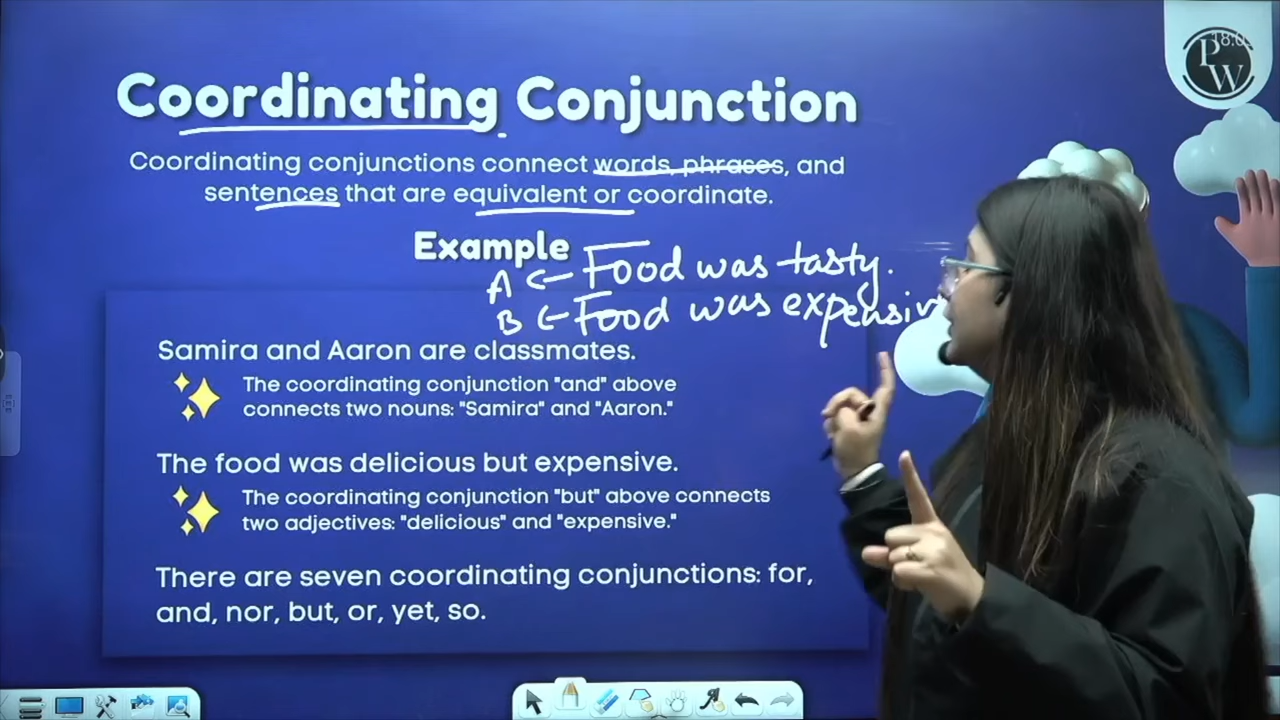 PW
18.0
Coordinating Conjunction
Coordinating conjunctions connect words, phrases, and
sentences that are equivalent or coordinate.
Example
A ← Food was tasty.
B ← Food was
Samira and Aaron are classmates.
The coordinating conjunction "and" above
connects two nouns: "Samira" and "Aaron."
The food was delicious but expensive.
The coordinating conjunction "but" above connects
two adjectives: "delicious" and "expensive."
There are seven coordinating conjunctions: for,
and, nor, but, or, yet, so.